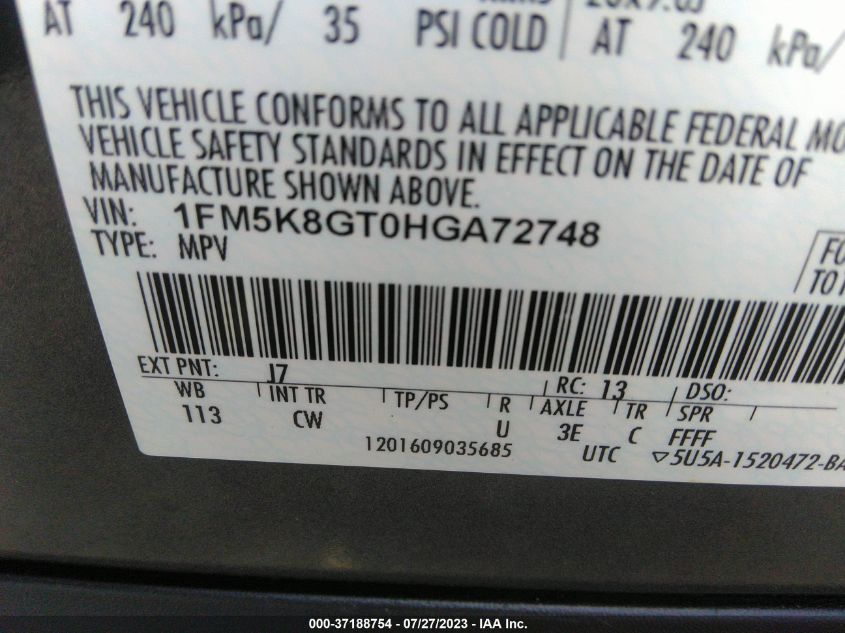 AT 240 kPa/ 35 PSI COLD AT 240 kPa/
THIS VEHICLE CONFORMS TO ALL APPLICABLE FEDERAL MO
VEHICLE SAFETY STANDARDS IN EFFECT ON THE DATE OF
MANUFACTURE SHOWN ABOVE.
VIN: 1FM5K8GT0HGA72748
TYPE: MPV
FO
TO1
EXT PNT: J7 RC: 13 DSO:
WB INT TR TP/PS R AXLE TR SPR
113 CW U 3E C FFFF
1201609035685 UTC ▽5U5A-1520472-BA
000-37188754 / 07/27/2023 - IAA Inc.